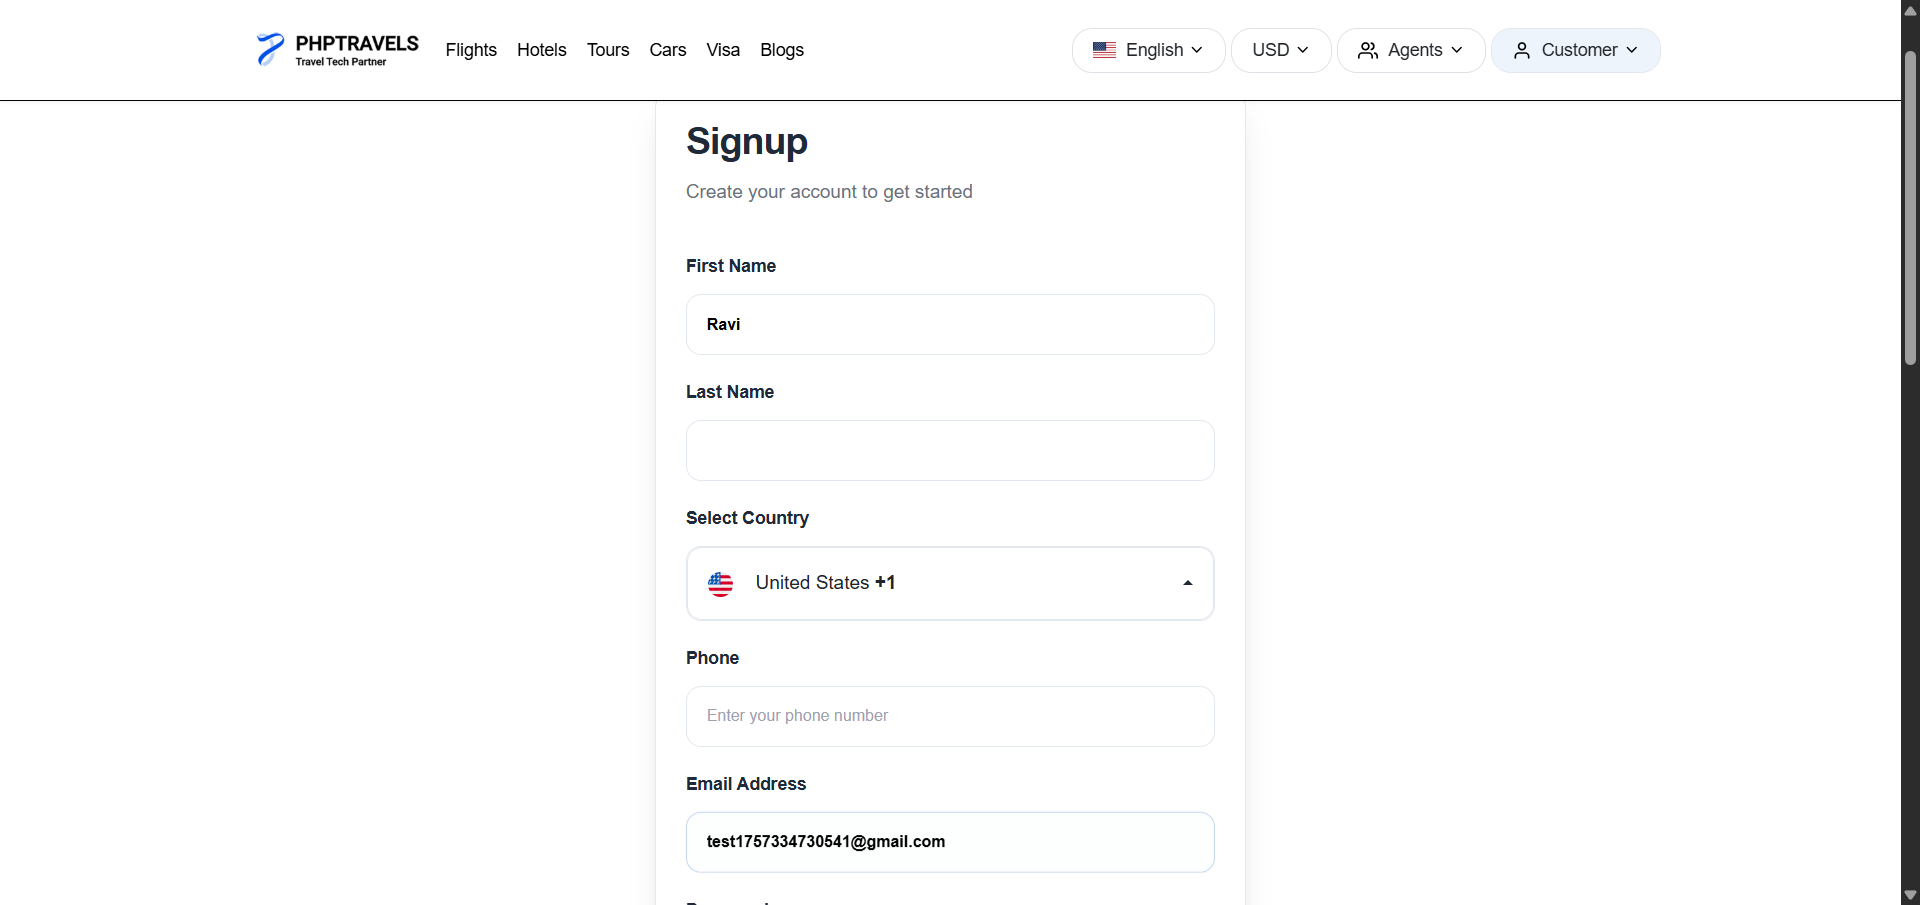 PHPTRAVELS
Travel Tech Partner
Flights Hotels Tours Cars Visa Blogs
English USD Agents Customer
Signup
Create your account to get started
First Name
Ravi
Last Name
Select Country
United States +1
Phone
Enter your phone number
Email Address
test1757334730541@gmail.com